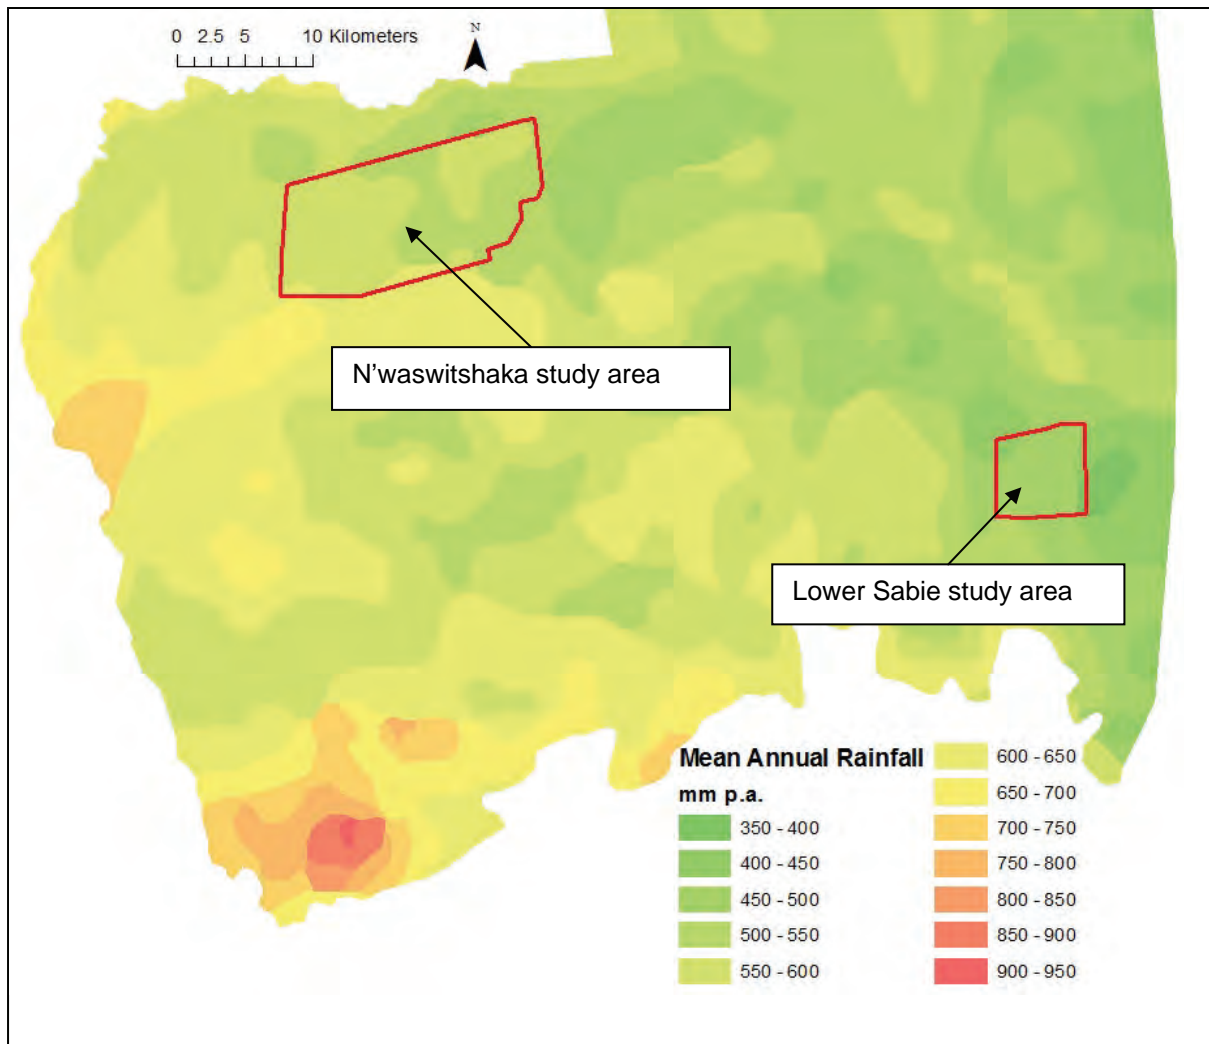 0 2.5 5 10 Kilometers
N
N'waswitshaka study area
Lower Sabie study area
Mean Annual Rainfall
mm p.a.
350 - 400
400 - 450
450 - 500
500 - 550
550 - 600
600 - 650
650 - 700
700 - 750
750 - 800
800 - 850
850 - 900
900 - 950